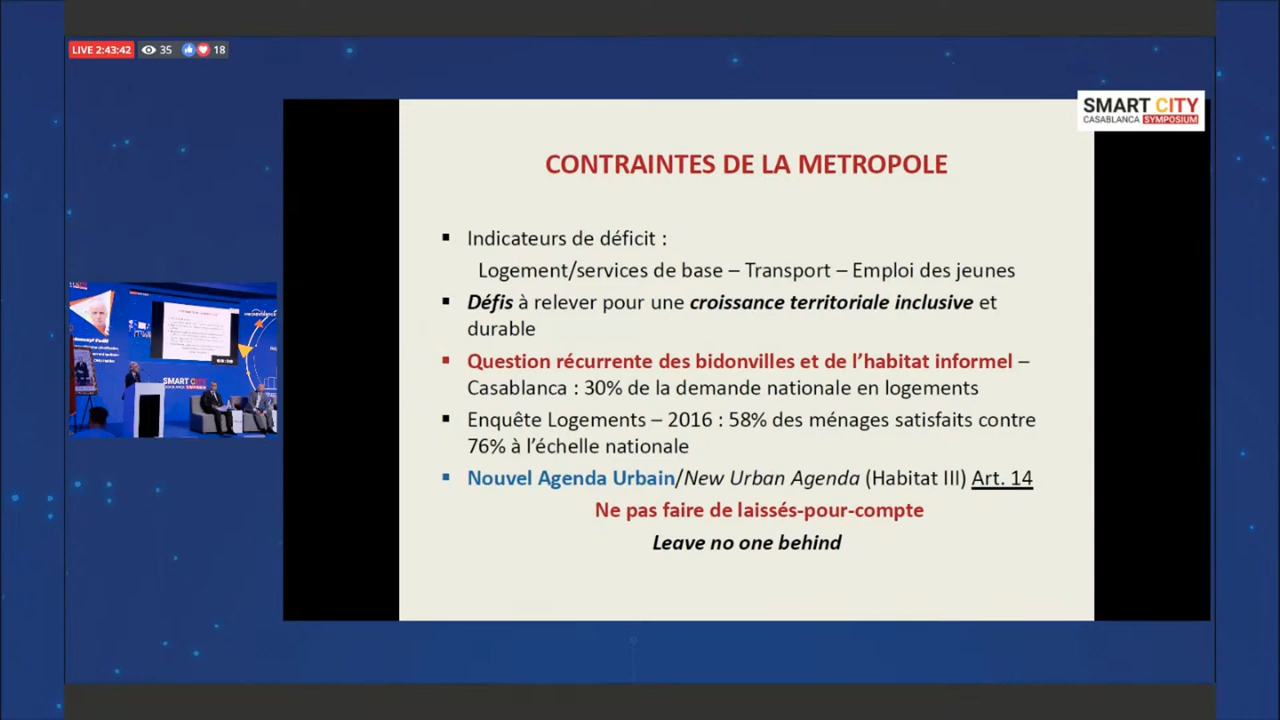 LIVE 2:43:42 35 18
SMART CITY
CASABLANCA SYMPOSIUM
CONTRAINTES DE LA METROPOLE
▪ Indicateurs de déficit :
Logement/services de base – Transport – Emploi des jeunes
▪ Défis à relever pour une croissance territoriale inclusive et
durable
▪ Question récurrente des bidonvilles et de l’habitat informel –
Casablanca : 30% de la demande nationale en logements
▪ Enquête Logements – 2016 : 58% des ménages satisfaits contre
76% à l’échelle nationale
▪ Nouvel Agenda Urbain/New Urban Agenda (Habitat III) Art. 14
Ne pas faire de laissés-pour-compte
Leave no one behind
SMART CITY